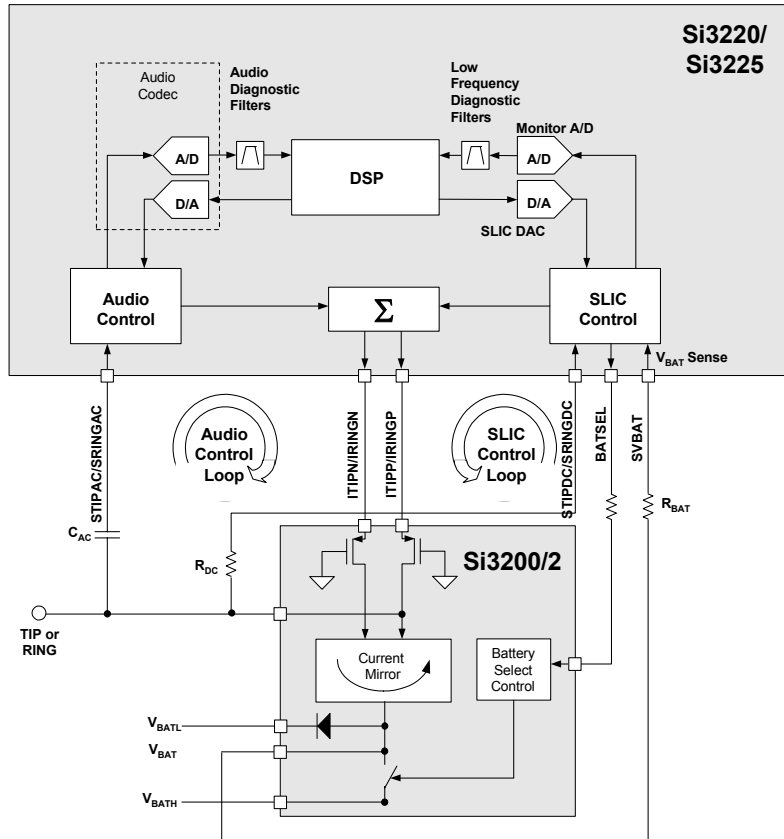 Si3220/
Si3225
Audio
Codec
Audio
Diagnostic
Filters
Low
Frequency
Diagnostic
Filters
Monitor A/D
A/D
DSP
A/D
D/A
D/A
SLIC DAC
Audio
Control
Σ
SLIC
Control
VBAT Sense
STIPAC/SRINGAC
Audio
Control
Loop
ITIPN/IRINGN
ITIPP/IRINGP
SLIC
Control
Loop
STIPDC/SRINGDC
BATSEL
SVBAT
CAC
RDC
RBAT
Si3200/2
TIP or
RING
Current
Mirror
Battery
Select
Control
VBATL
VBAT
VBATH